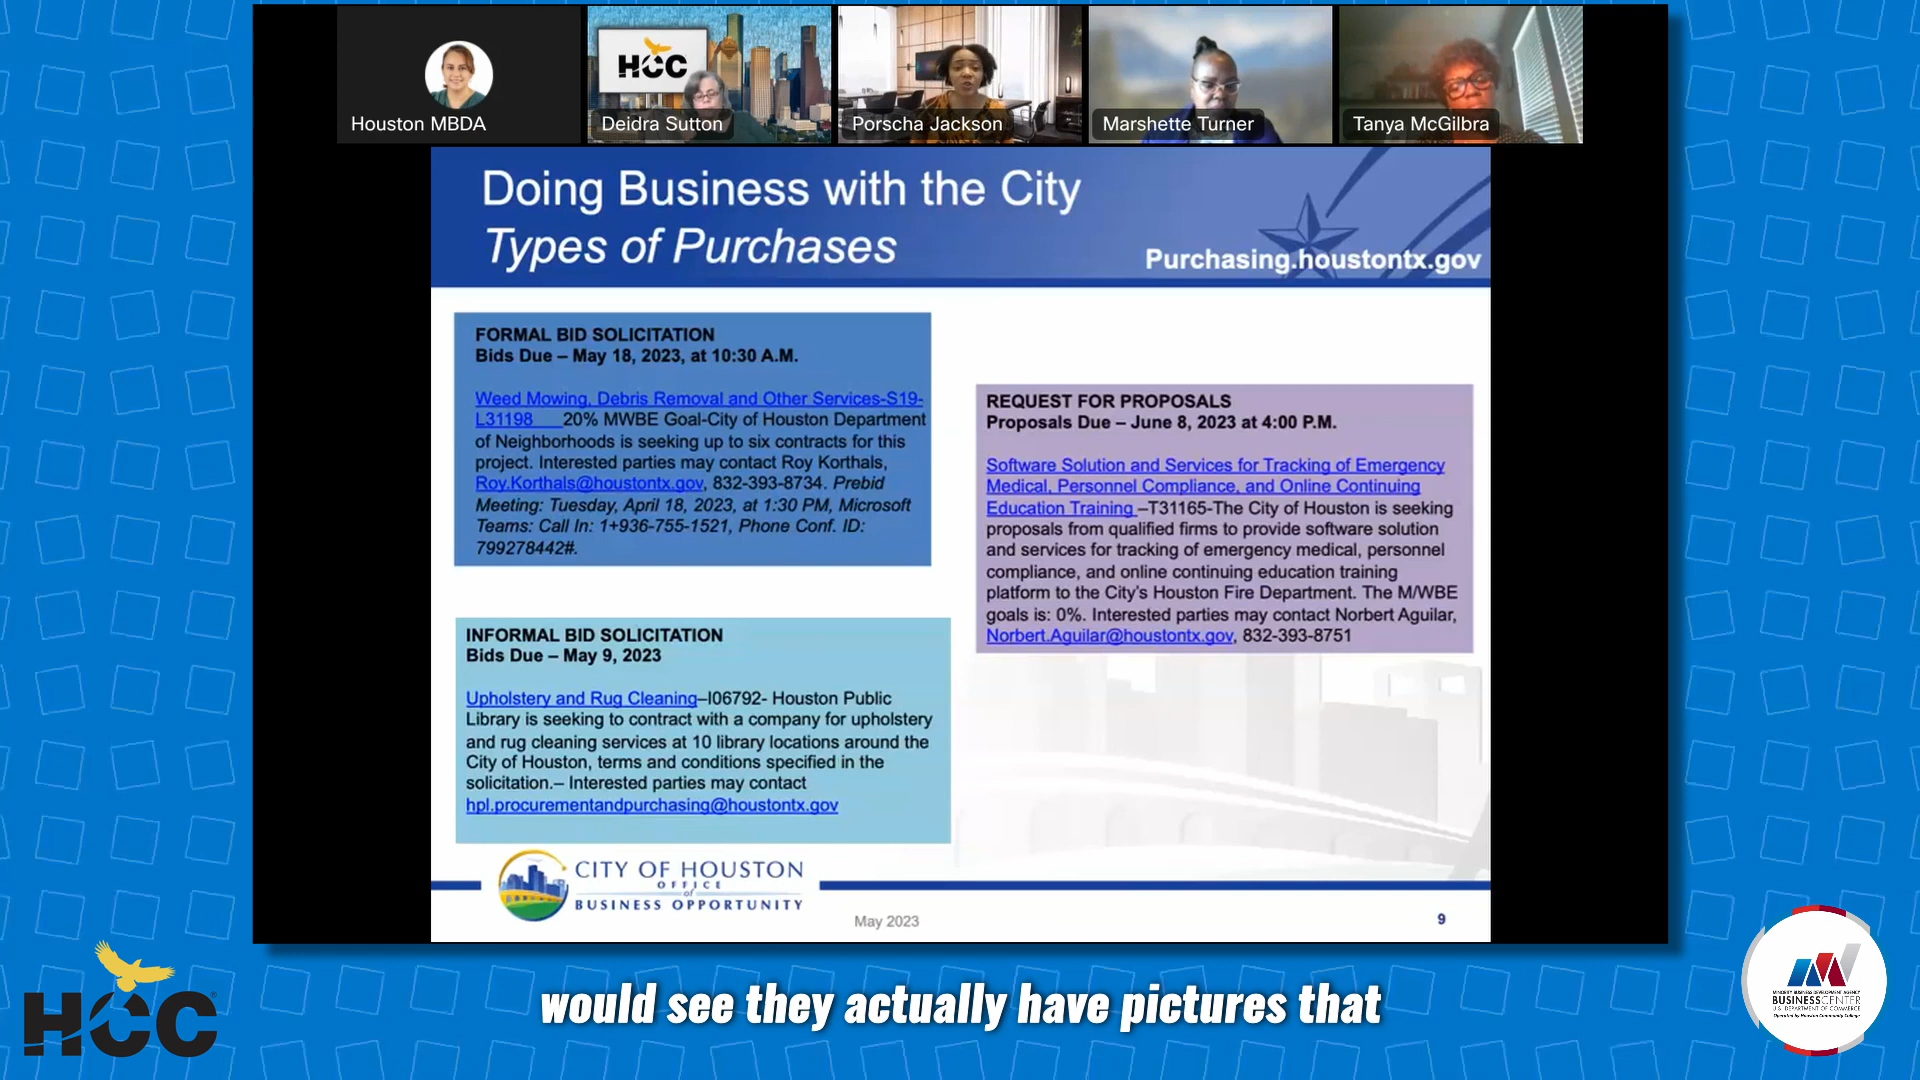 HCC
Houston MBDA
Deidra Sutton
Porscha Jackson
Marshette Turner
Tanya McGilbra
Doing Business with the City
Types of Purchases
Purchasing.houstontx.gov
FORMAL BID SOLICITATION
Bids Due – May 18, 2023, at 10:30 A.M.
Weed Mowing, Debris Removal and Other Services-S19-
L31198 20% MWBE Goal-City of Houston Department
of Neighborhoods is seeking up to six contracts for this
project. Interested parties may contact Roy Korthals,
Roy.Korthals@houstontx.gov, 832-393-8734. Prebid
Meeting: Tuesday, April 18, 2023, at 1:30 PM, Microsoft
Teams: Call In: 1+936-755-1521, Phone Conf. ID:
799278442#.
REQUEST FOR PROPOSALS
Proposals Due – June 8, 2023 at 4:00 P.M.
Software Solution and Services for Tracking of Emergency
Medical, Personnel Compliance, and Online Continuing
Education Training –T31165-The City of Houston is seeking
proposals from qualified firms to provide software solution
and services for tracking of emergency medical, personnel
compliance, and online continuing education training
platform to the City's Houston Fire Department. The M/WBE
goals is: 0%. Interested parties may contact Norbert Aguilar,
Norbert.Aguilar@houstontx.gov, 832-393-8751
INFORMAL BID SOLICITATION
Bids Due – May 9, 2023
Upholstery and Rug Cleaning–I06792- Houston Public
Library is seeking to contract with a company for upholstery
and rug cleaning services at 10 library locations around the
City of Houston, terms and conditions specified in the
solicitation.– Interested parties may contact
hpl.procurementandpurchasing@houstontx.gov
CITY OF HOUSTON
OFFICE
of
BUSINESS OPPORTUNITY
May 2023
9
HCC
would see they actually have pictures that
MINORITY BUSINESS DEVELOPMENT AGENCY
BUSINESSCENTER
U.S. DEPARTMENT OF COMMERCE
Operated by Houston Community College